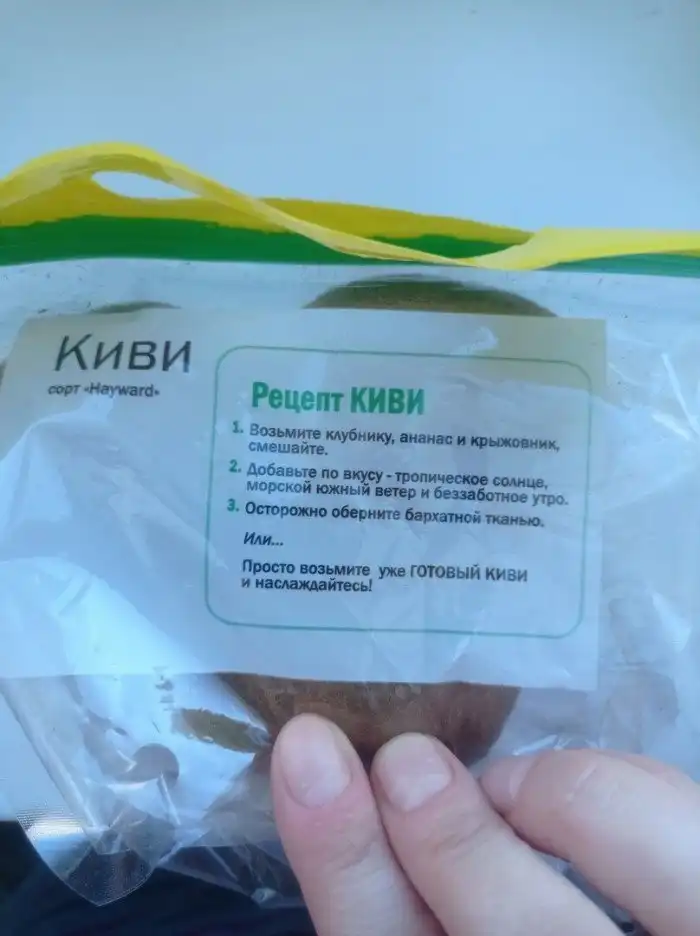 Киви
сорт «Hayward»
Рецепт КИВИ
1. Возьмите клубнику, ананас и крыжовник,
смешайте.
2. Добавьте по вкусу - тропическое солнце,
морской южный ветер и беззаботное утро.
3. Осторожно оберните бархатной тканью.
Или...
Просто возьмите уже ГОТОВЫЙ КИВИ
и наслаждайтесь!